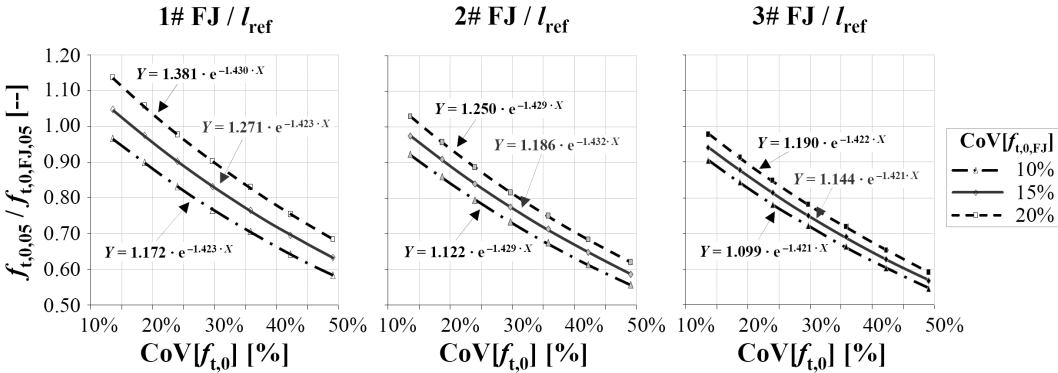 1# FJ / lref
2# FJ / lref
3# FJ / lref
ft,0,05 / ft,0,FJ,05 [--]
1.20
1.10
1.00
0.90
0.80
0.70
0.60
0.50
Y = 1.381 · e^−1.430 · X
Y = 1.271 · e^−1.423 · X
Y = 1.172 · e^−1.423 · X
10% 20% 30% 40% 50%
CoV[ft,0] [%]
Y = 1.250 · e^−1.429 · X
Y = 1.186 · e^−1.432 · X
Y = 1.122 · e^−1.429 · X
10% 20% 30% 40% 50%
CoV[ft,0] [%]
Y = 1.190 · e^−1.422 · X
Y = 1.144 · e^−1.421 · X
Y = 1.099 · e^−1.421 · X
10% 20% 30% 40% 50%
CoV[ft,0] [%]
CoV[ft,0,FJ]
10%
15%
20%